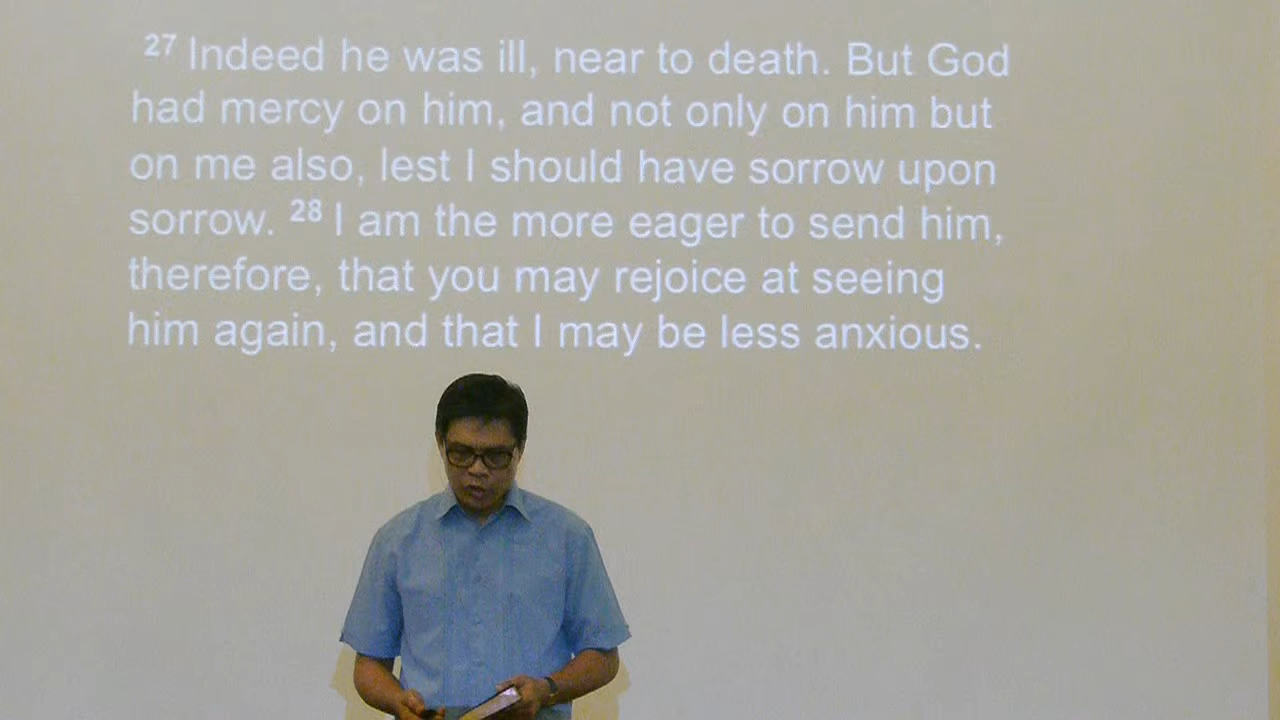 27 Indeed he was ill, near to death. But God
had mercy on him, and not only on him but
on me also, lest I should have sorrow upon
sorrow. 28 I am the more eager to send him,
therefore, that you may rejoice at seeing
him again, and that I may be less anxious.